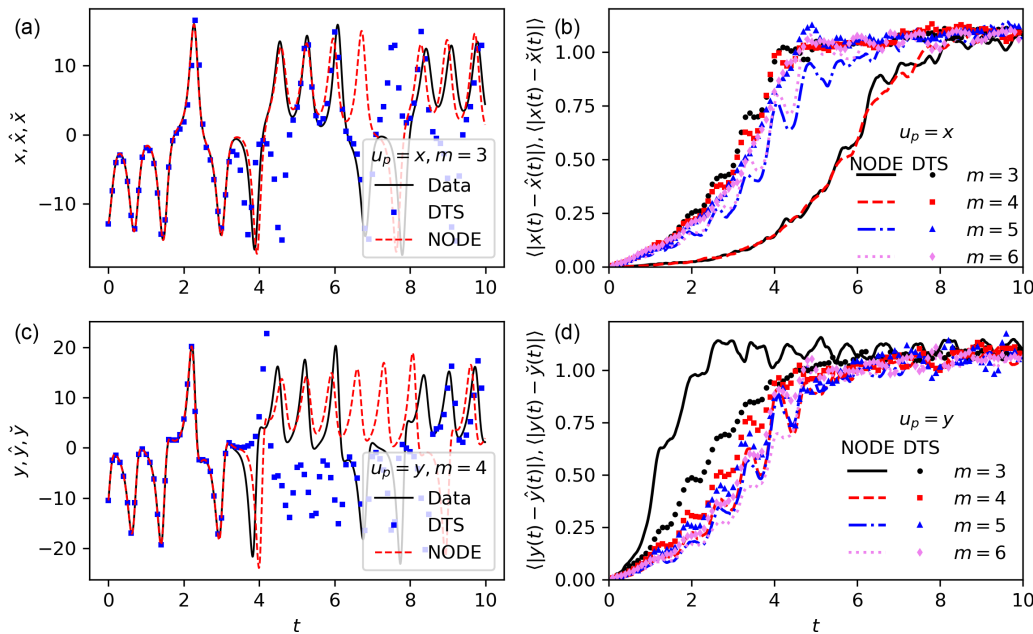 (a)
10
0
−10
x, x̂, x̌
0 2 4 6 8 10
u_p = x, m = 3
Data
DTS
NODE
(b)
1.00
0.75
0.50
0.25
0.00
⟨|x(t) − x̂(t)|⟩, ⟨|x(t) − x̌(t)|⟩
0 2 4 6 8 10
u_p = x
NODE DTS
m = 3
m = 4
m = 5
m = 6
(c)
20
10
0
−10
−20
y, ŷ, y̌
0 2 4 6 8 10
t
u_p = y, m = 4
Data
DTS
NODE
(d)
1.00
0.75
0.50
0.25
0.00
⟨|y(t) − ŷ(t)|⟩, ⟨|y(t) − y̌(t)|⟩
0 2 4 6 8 10
t
u_p = y
NODE DTS
m = 3
m = 4
m = 5
m = 6